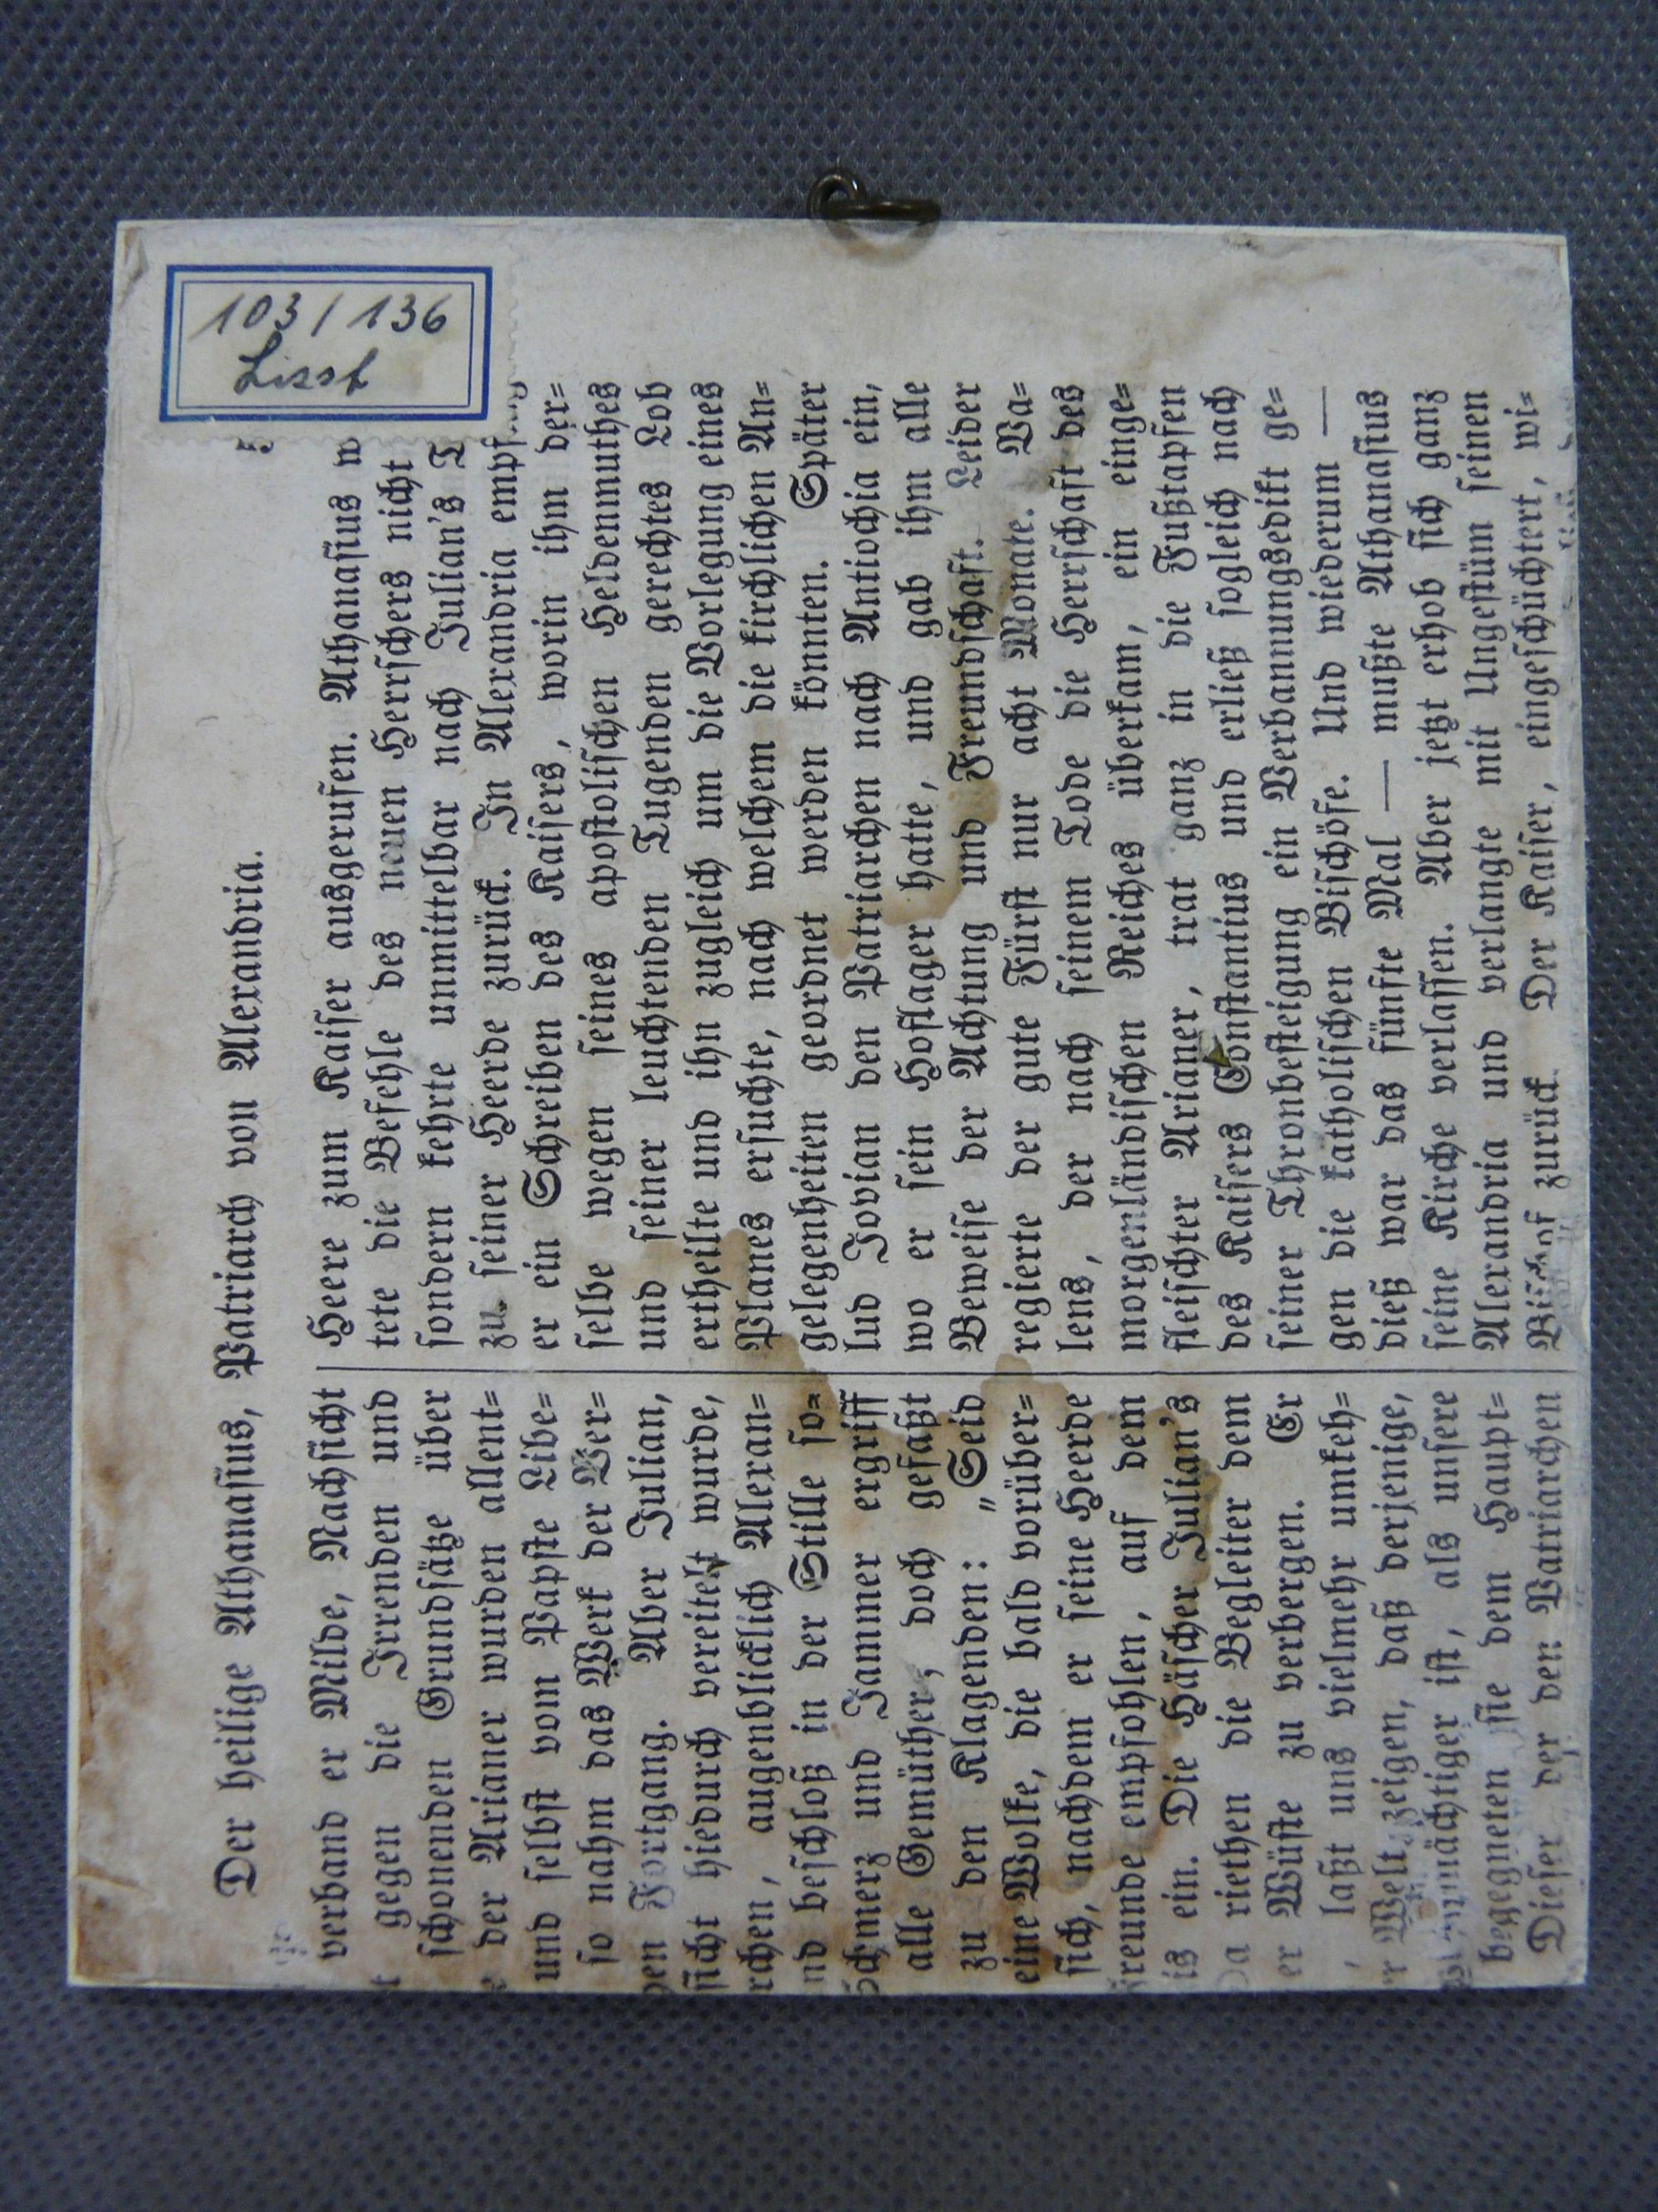 103/136
Lisst
Der heilige Athanasius, Patriarch von Alexandria.
verband er Milde, Nachsicht
gegen die Irrenden und
schonenden Grundsätze über
der Arianer wurden allent=
und selbst vom Papste Libe=
so nahm das Werk der Ver=
Fortgang. Aber Julian,
sicht hiedurch vereitelt wurde,
rchen, augenblicklich Alexan=
nd beschloß in der Stille so=
Schmerz und Jammer ergriff
alle Gemüther, doch gefaßt
zu den Klagenden: „Seid
eine Wolke, die bald vorüber=
sich, nachdem er seine Heerde
Freunde empfohlen, auf dem
is ein. Die Häscher Julian's
Da riethen die Begleiter dem
er Wüste zu verbergen. Er
, laßt uns vielmehr umkeh=
r Welt zeigen, daß derjenige,
mächtiger ist, als unsere
begegneten sie dem Haupt=
Dieser der den Patriarchen
Heere zum Kaiser ausgerufen. Athanasius w
tete die Befehle des neuen Herrschers nicht
sondern kehrte unmittelbar nach Julian's T
zu seiner Heerde zurück. In Alexandria empf
er ein Schreiben des Kaisers, worin ihm der=
selbe wegen seines apostolischen Heldenmuthes
und seiner leuchtenden Tugenden gerechtes Lob
ertheilte und ihn zugleich um die Vorlegung eines
Planes ersuchte, nach welchem die kirchlichen An=
gelegenheiten geordnet werden könnten. Später
lud Jovian den Patriarchen nach Antiochia ein,
wo er sein Hoflager hatte, und gab ihm alle
Beweise der Achtung und Freundschaft. Leider
regierte der gute Fürst nur acht Monate. Va=
lens, der nach seinem Tode die Herrschaft des
morgenländischen Reiches überkam, ein einge=
fleischter Arianer, trat ganz in die Fußtapfen
des Kaisers Constantius und erließ sogleich nach
seiner Thronbesteigung ein Verbannungsedikt ge=
gen die katholischen Bischöfe. Und wiederum —
dieß war das fünfte Mal — mußte Athanasius
seine Kirche verlassen. Aber jetzt erhob sich ganz
Alexandria und verlangte mit Ungestüm seinen
Bischof zurück. Der Kaiser, eingeschüchtert, wi=